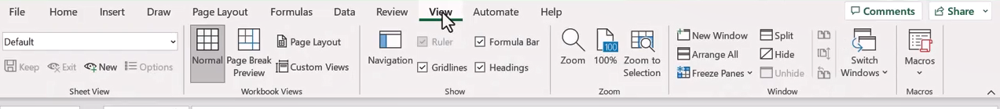 File Home Insert Draw Page Layout Formulas Data Review View Automate Help Comments Share
Default
Keep Exit New Options
Sheet View
Normal
Page Break
Preview
Page Layout
Custom Views
Workbook Views
Navigation
Ruler
Formula Bar
Gridlines
Headings
Show
Zoom
100
100%
Zoom to
Selection
Zoom
New Window
Arrange All
Freeze Panes
Split
Hide
Unhide
Switch
Windows
Window
Macros
Macros